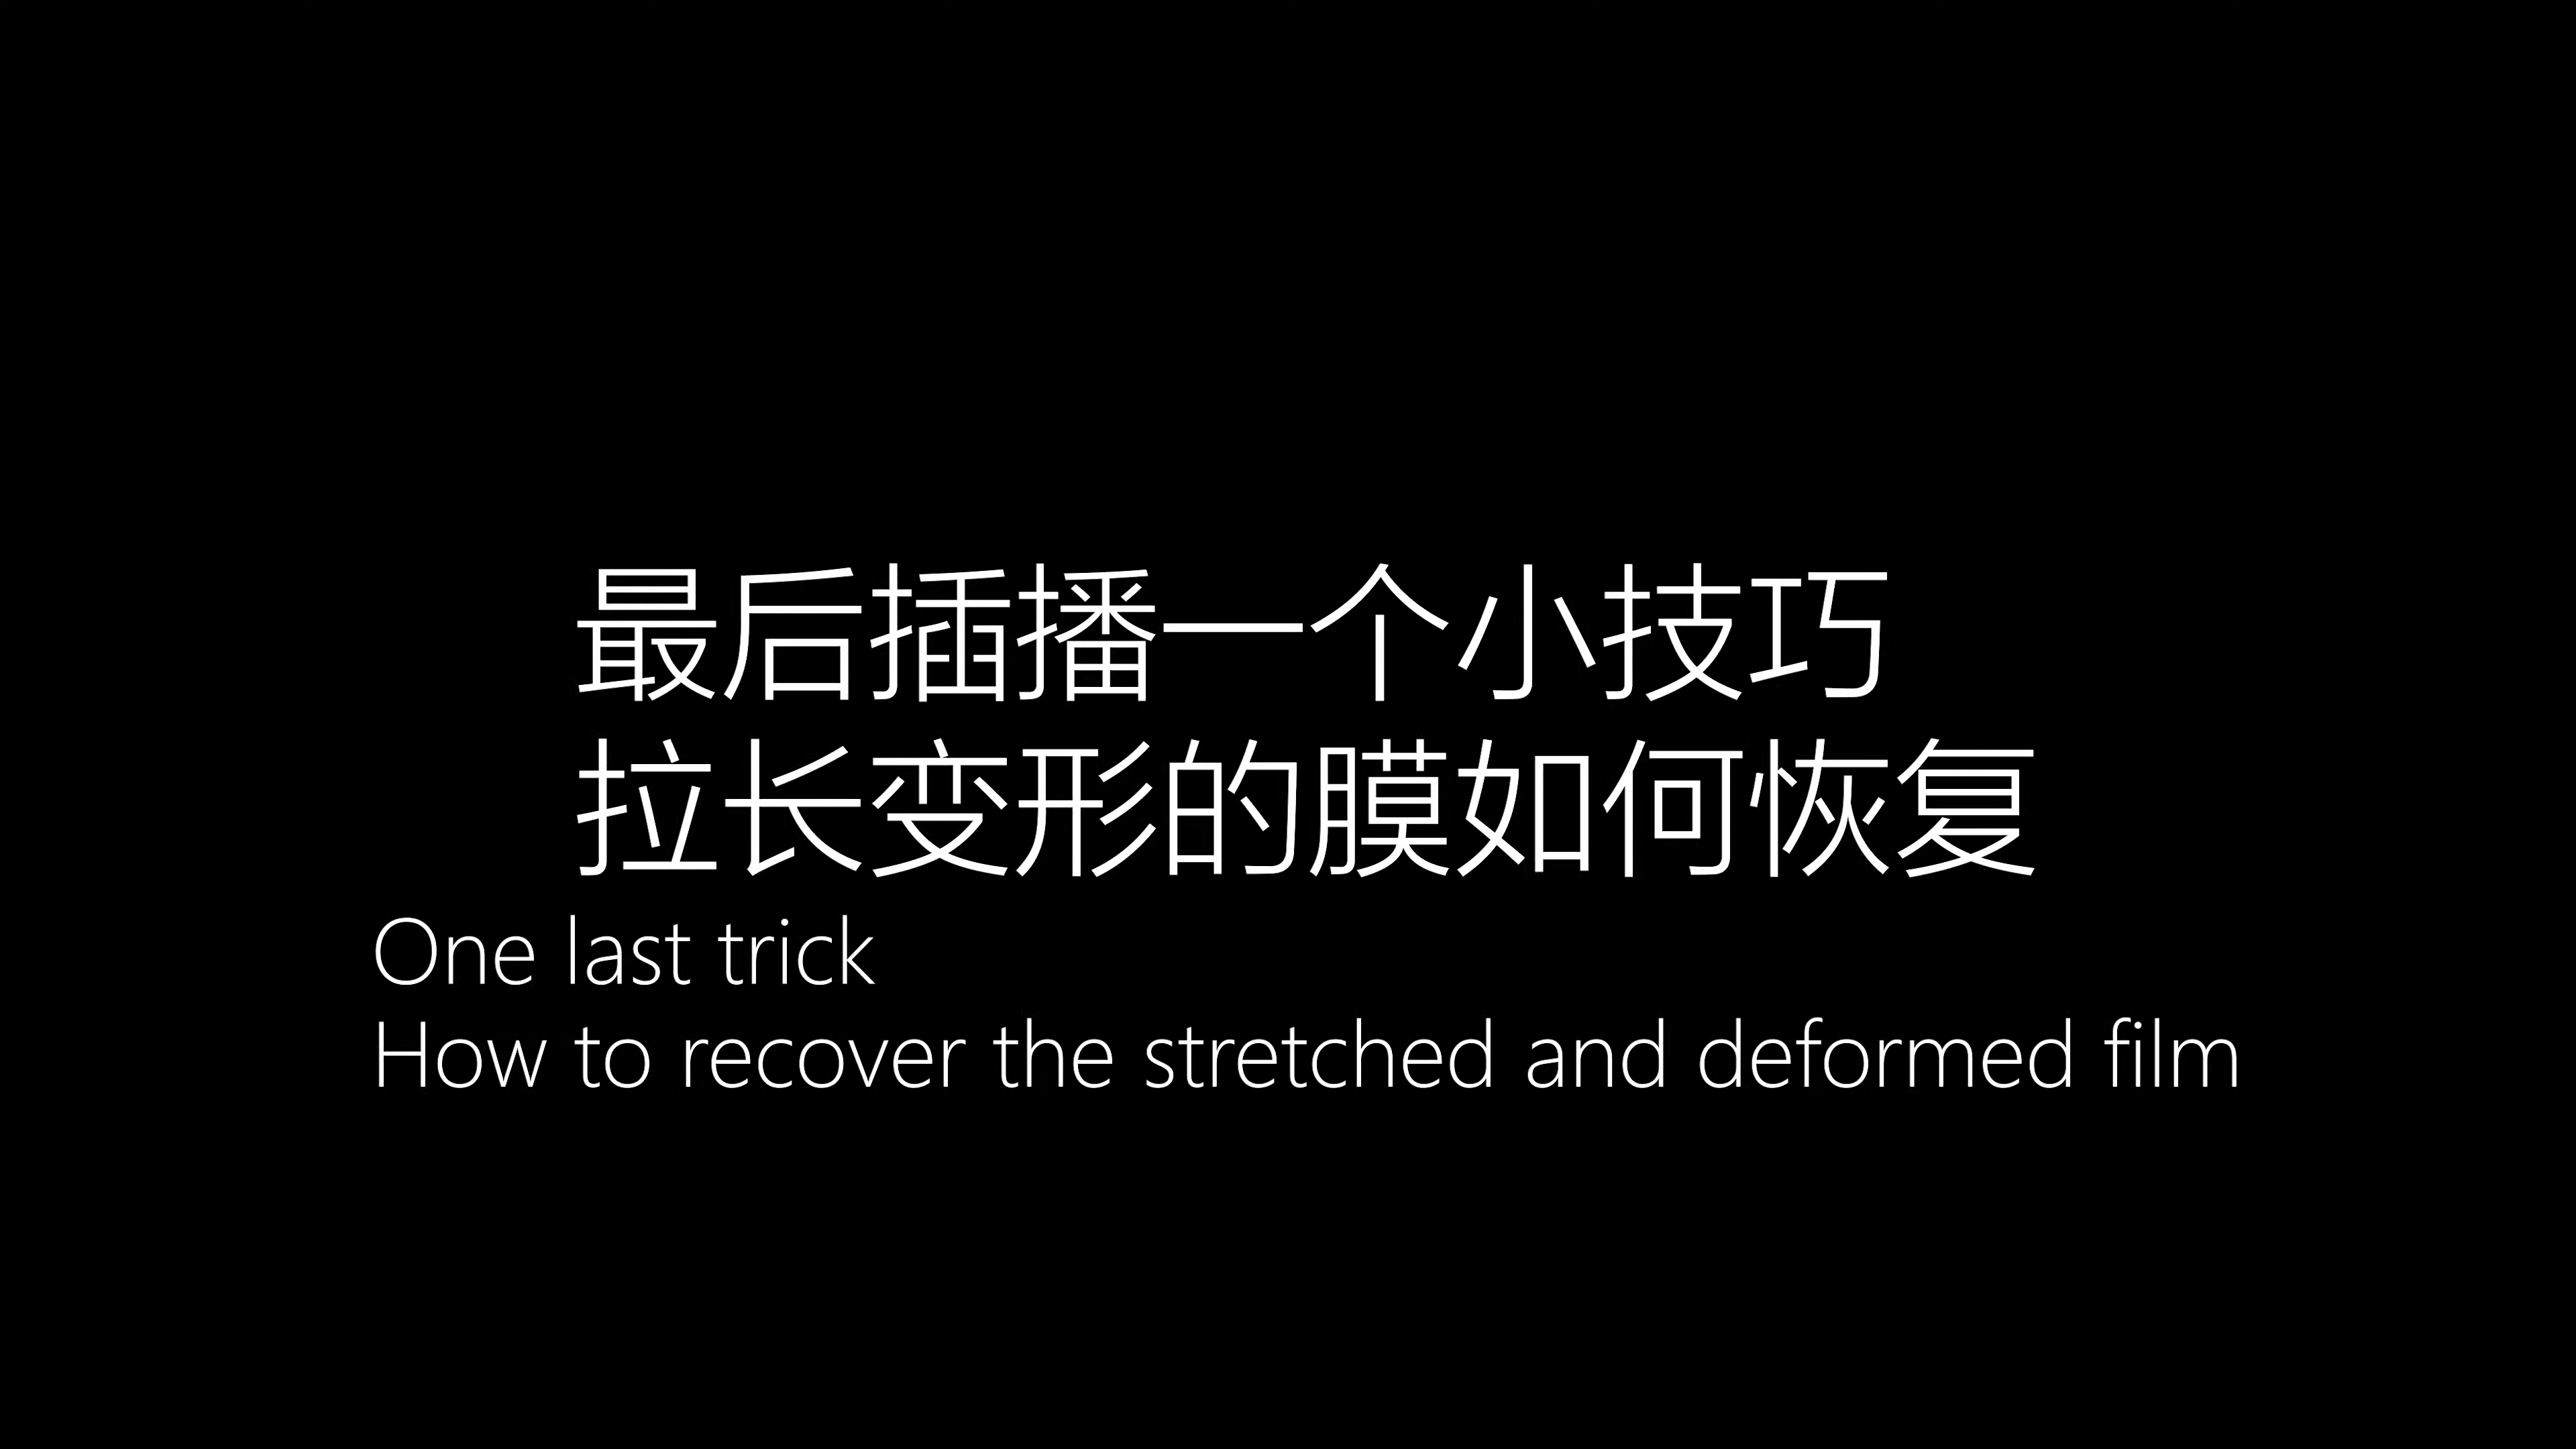 最后插播一个小技巧
拉长变形的膜如何恢复
One last trick
How to recover the stretched and deformed film